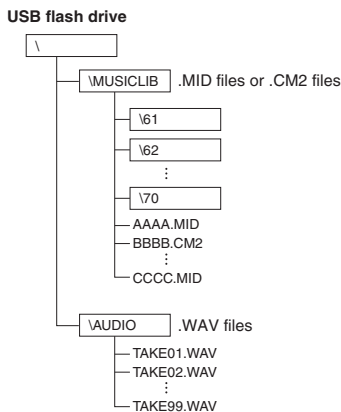 USB flash drive
\
\MUSICLIB .MID files or .CM2 files
\61
\62
⋮
\70
AAAA.MID
BBBB.CM2
⋮
CCCC.MID
\AUDIO .WAV files
TAKE01.WAV
TAKE02.WAV
⋮
TAKE99.WAV